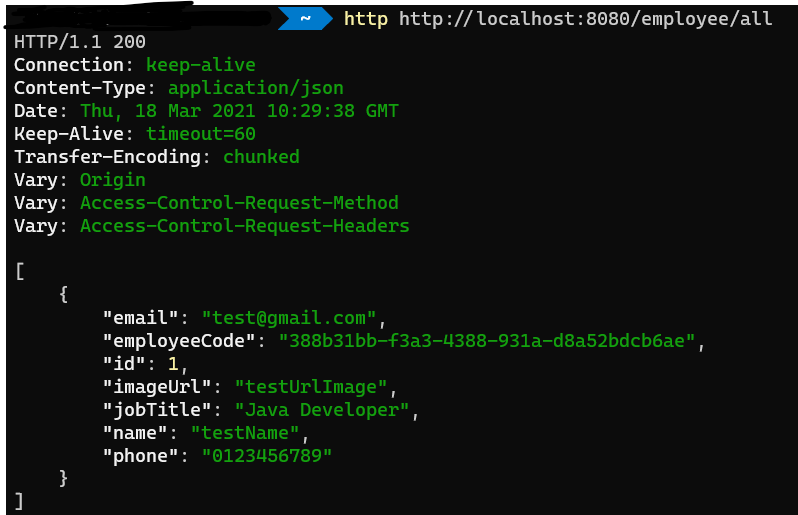 ~ http http://localhost:8080/employee/all
HTTP/1.1 200
Connection: keep-alive
Content-Type: application/json
Date: Thu, 18 Mar 2021 10:29:38 GMT
Keep-Alive: timeout=60
Transfer-Encoding: chunked
Vary: Origin
Vary: Access-Control-Request-Method
Vary: Access-Control-Request-Headers
[
{
"email": "test@gmail.com",
"employeeCode": "388b31bb-f3a3-4388-931a-d8a52bdcb6ae",
"id": 1,
"imageUrl": "testUrlImage",
"jobTitle": "Java Developer",
"name": "testName",
"phone": "0123456789"
}
]